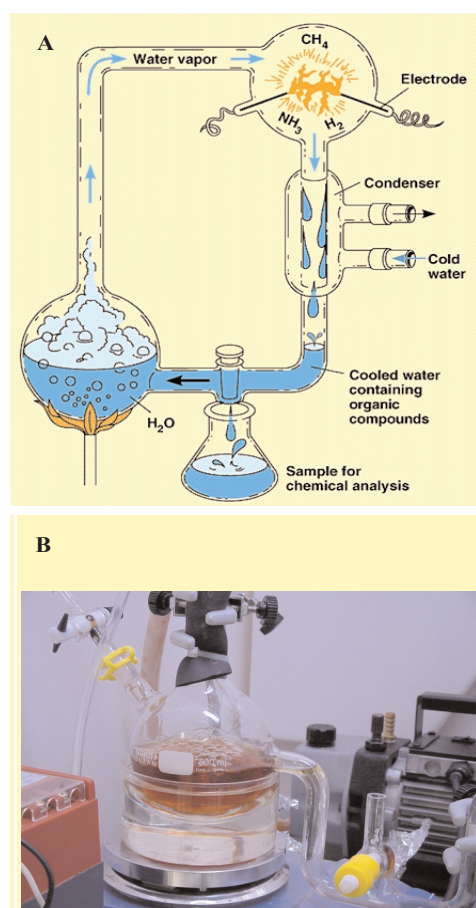 A
CH₄
Water vapor
Electrode
NH₃
H₂
Condenser
Cold
water
Cooled water
containing
organic
compounds
H₂O
Sample for
chemical analysis
B